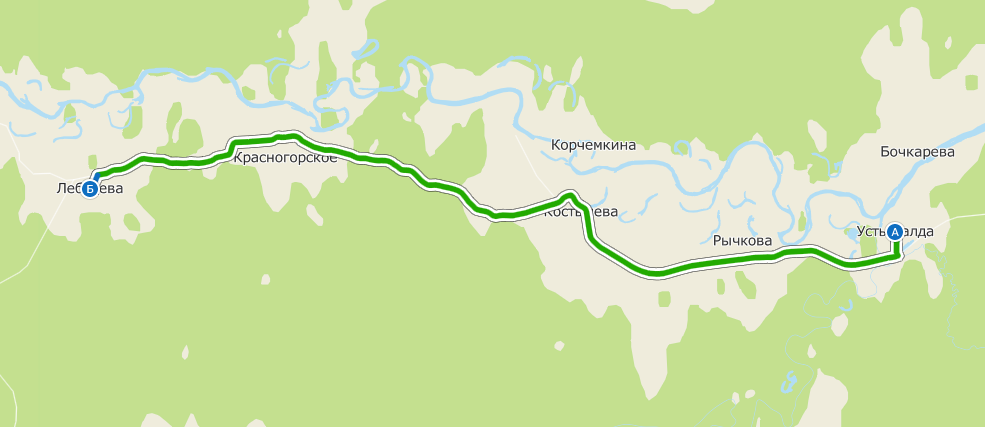 Корчемкина
Бочкарева
Красногорское
Б
Рычкова
А